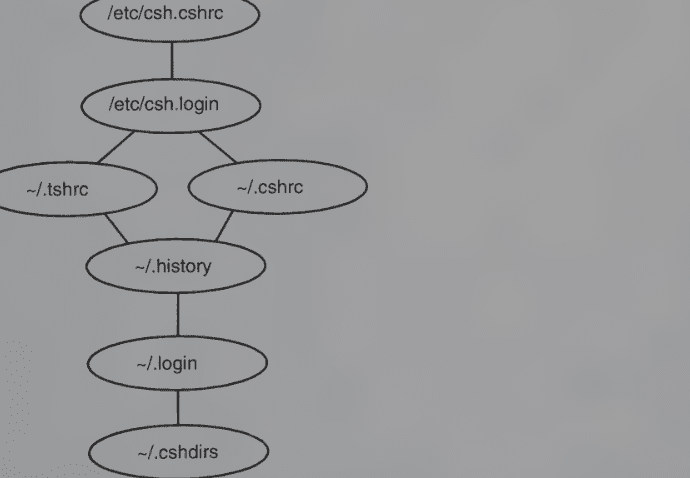 /etc/csh.cshrc
/etc/csh.login
~/.tshrc
~/.cshrc
~/.history
~/.login
~/.cshdirs